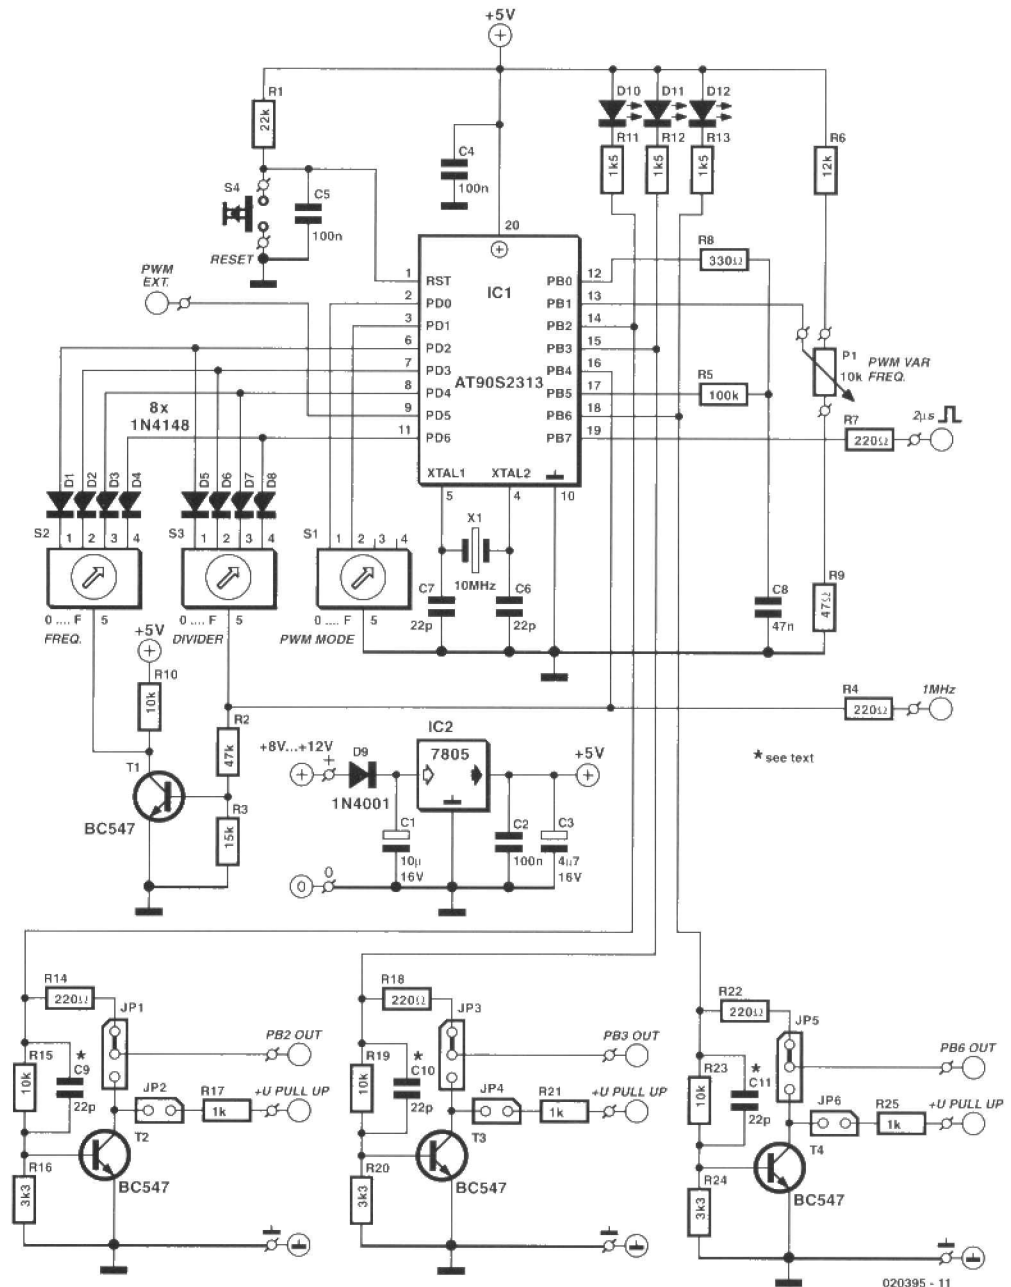 +5V
R1
22k
S4
C5
100n
RESET
C4
100n
D10
D11
D12
R11
R12
R13
1k5
1k5
1k5
R6
12k
20
PWM
EXT.
1
RST
2
PD0
3
PD1
6
PD2
7
PD3
8
PD4
9
PD5
11
PD6
IC1
AT90S2313
PB0
12
PB1
13
PB2
14
PB3
15
PB4
16
PB5
17
PB6
18
PB7
19
XTAL1
XTAL2
5
4
10
R8
330Ω
R5
100k
P1
10k
PWM VAR
FREQ.
R7
220Ω
2µs
8x
1N4148
D1
D2
D3
D4
D5
D6
D7
D8
S2
1 2 3 4
S3
1 2 3 4
S1
1 2 3 4
0 .... F 5
FREQ.
0 .... F 5
DIVIDER
0 .... F 5
PWM MODE
X1
10MHz
C7
22p
C6
22p
C8
47n
R9
47Ω
+5V
R10
10k
R2
47k
R3
15k
T1
BC547
R4
220Ω
1MHz
+8V...+12V
+
D9
1N4001
IC2
7805
+5V
C1
10µ
16V
C2
100n
C3
4µ7
16V
0
0
* see text
R14
220Ω
JP1
PB2 OUT
R15
10k
*
C9
22p
JP2
R17
1k
+U PULL UP
T2
BC547
R16
3k3
R18
220Ω
JP3
PB3 OUT
R19
10k
*
C10
22p
JP4
R21
1k
+U PULL UP
T3
BC547
R20
3k3
R22
220Ω
JP5
PB6 OUT
R23
10k
*
C11
22p
JP6
R25
1k
+U PULL UP
T4
BC547
R24
3k3
020395 - 11